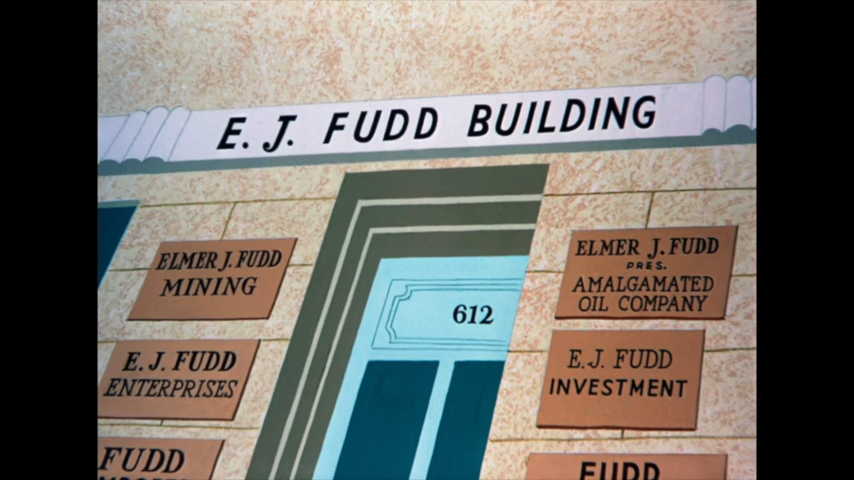 E. J. FUDD BUILDING
612
ELMER J. FUDD
MINING
E. J. FUDD
ENTERPRISES
FUDD
ELMER J. FUDD
PRES.
AMALGAMATED
OIL COMPANY
E. J. FUDD
INVESTMENT
FUDD